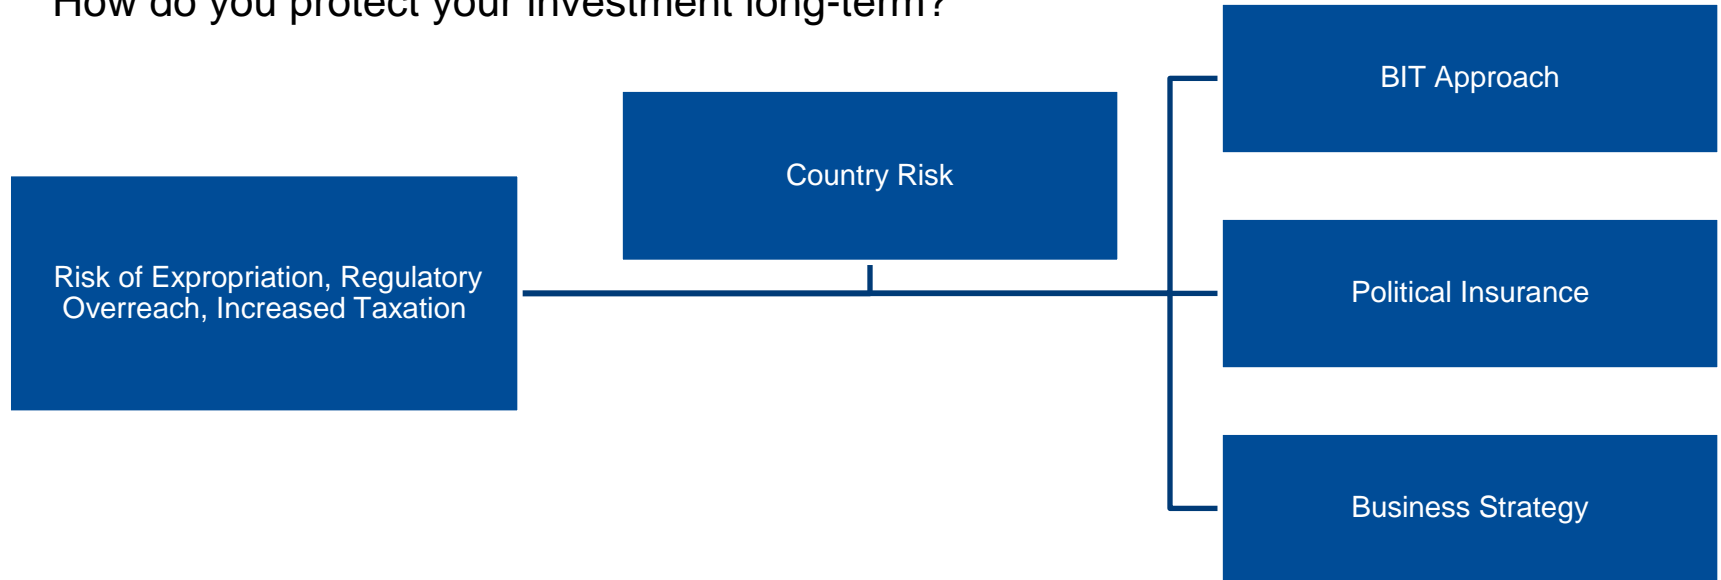 How do you protect your investment long-term?
BIT Approach
Country Risk
Risk of Expropriation, Regulatory
Overreach, Increased Taxation
Political Insurance
Business Strategy